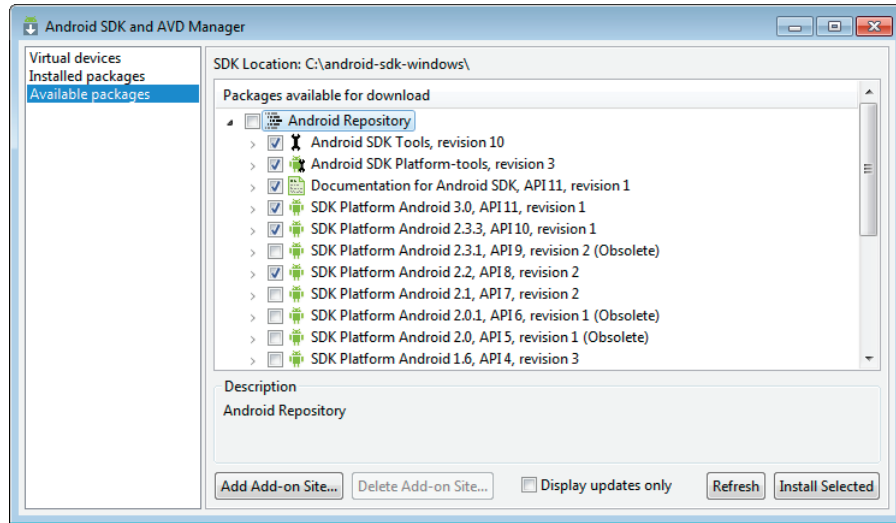 Android SDK and AVD Manager
Virtual devices
Installed packages
Available packages
SDK Location: C:\android-sdk-windows\
Packages available for download
Android Repository
Android SDK Tools, revision 10
Android SDK Platform-tools, revision 3
Documentation for Android SDK, API 11, revision 1
SDK Platform Android 3.0, API 11, revision 1
SDK Platform Android 2.3.3, API 10, revision 1
SDK Platform Android 2.3.1, API 9, revision 2 (Obsolete)
SDK Platform Android 2.2, API 8, revision 2
SDK Platform Android 2.1, API 7, revision 2
SDK Platform Android 2.0.1, API 6, revision 1 (Obsolete)
SDK Platform Android 2.0, API 5, revision 1 (Obsolete)
SDK Platform Android 1.6, API 4, revision 3
Description
Android Repository
Add Add-on Site... Delete Add-on Site... Display updates only Refresh Install Selected